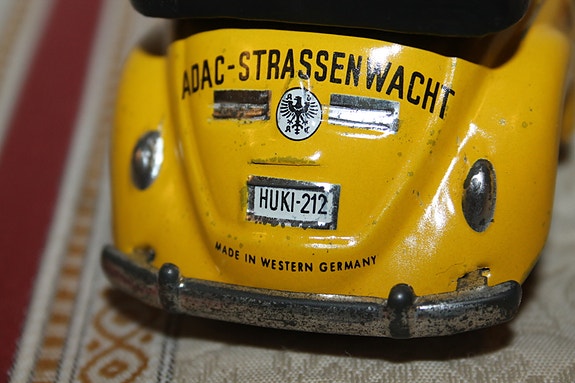 ADAC-STRASSENWACHT
HUKI-212
MADE IN WESTERN GERMANY